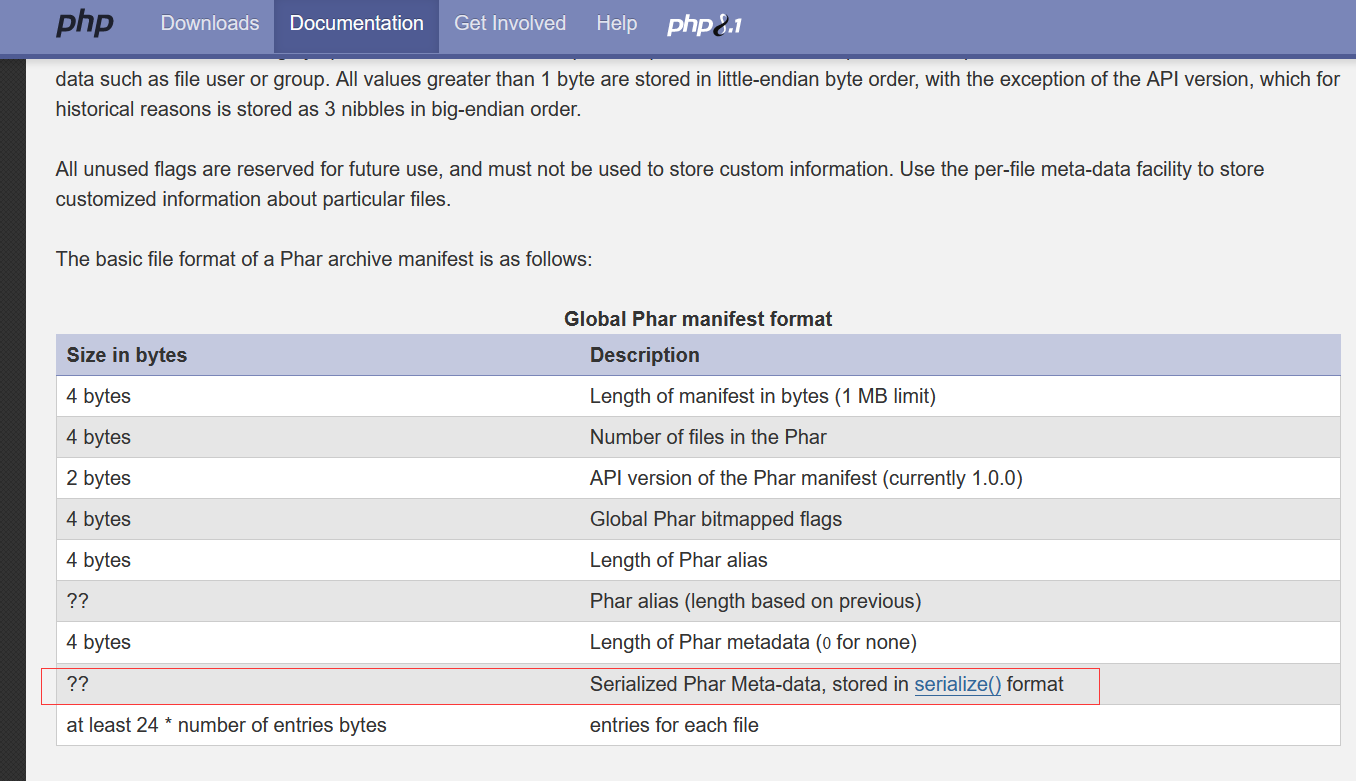 php Downloads Documentation Get Involved Help php8.1
data such as file user or group. All values greater than 1 byte are stored in little-endian byte order, with the exception of the API version, which for
historical reasons is stored as 3 nibbles in big-endian order.
All unused flags are reserved for future use, and must not be used to store custom information. Use the per-file meta-data facility to store
customized information about particular files.
The basic file format of a Phar archive manifest is as follows:
Global Phar manifest format
Size in bytes Description
4 bytes Length of manifest in bytes (1 MB limit)
4 bytes Number of files in the Phar
2 bytes API version of the Phar manifest (currently 1.0.0)
4 bytes Global Phar bitmapped flags
4 bytes Length of Phar alias
?? Phar alias (length based on previous)
4 bytes Length of Phar metadata (0 for none)
?? Serialized Phar Meta-data, stored in serialize() format
at least 24 * number of entries bytes entries for each file